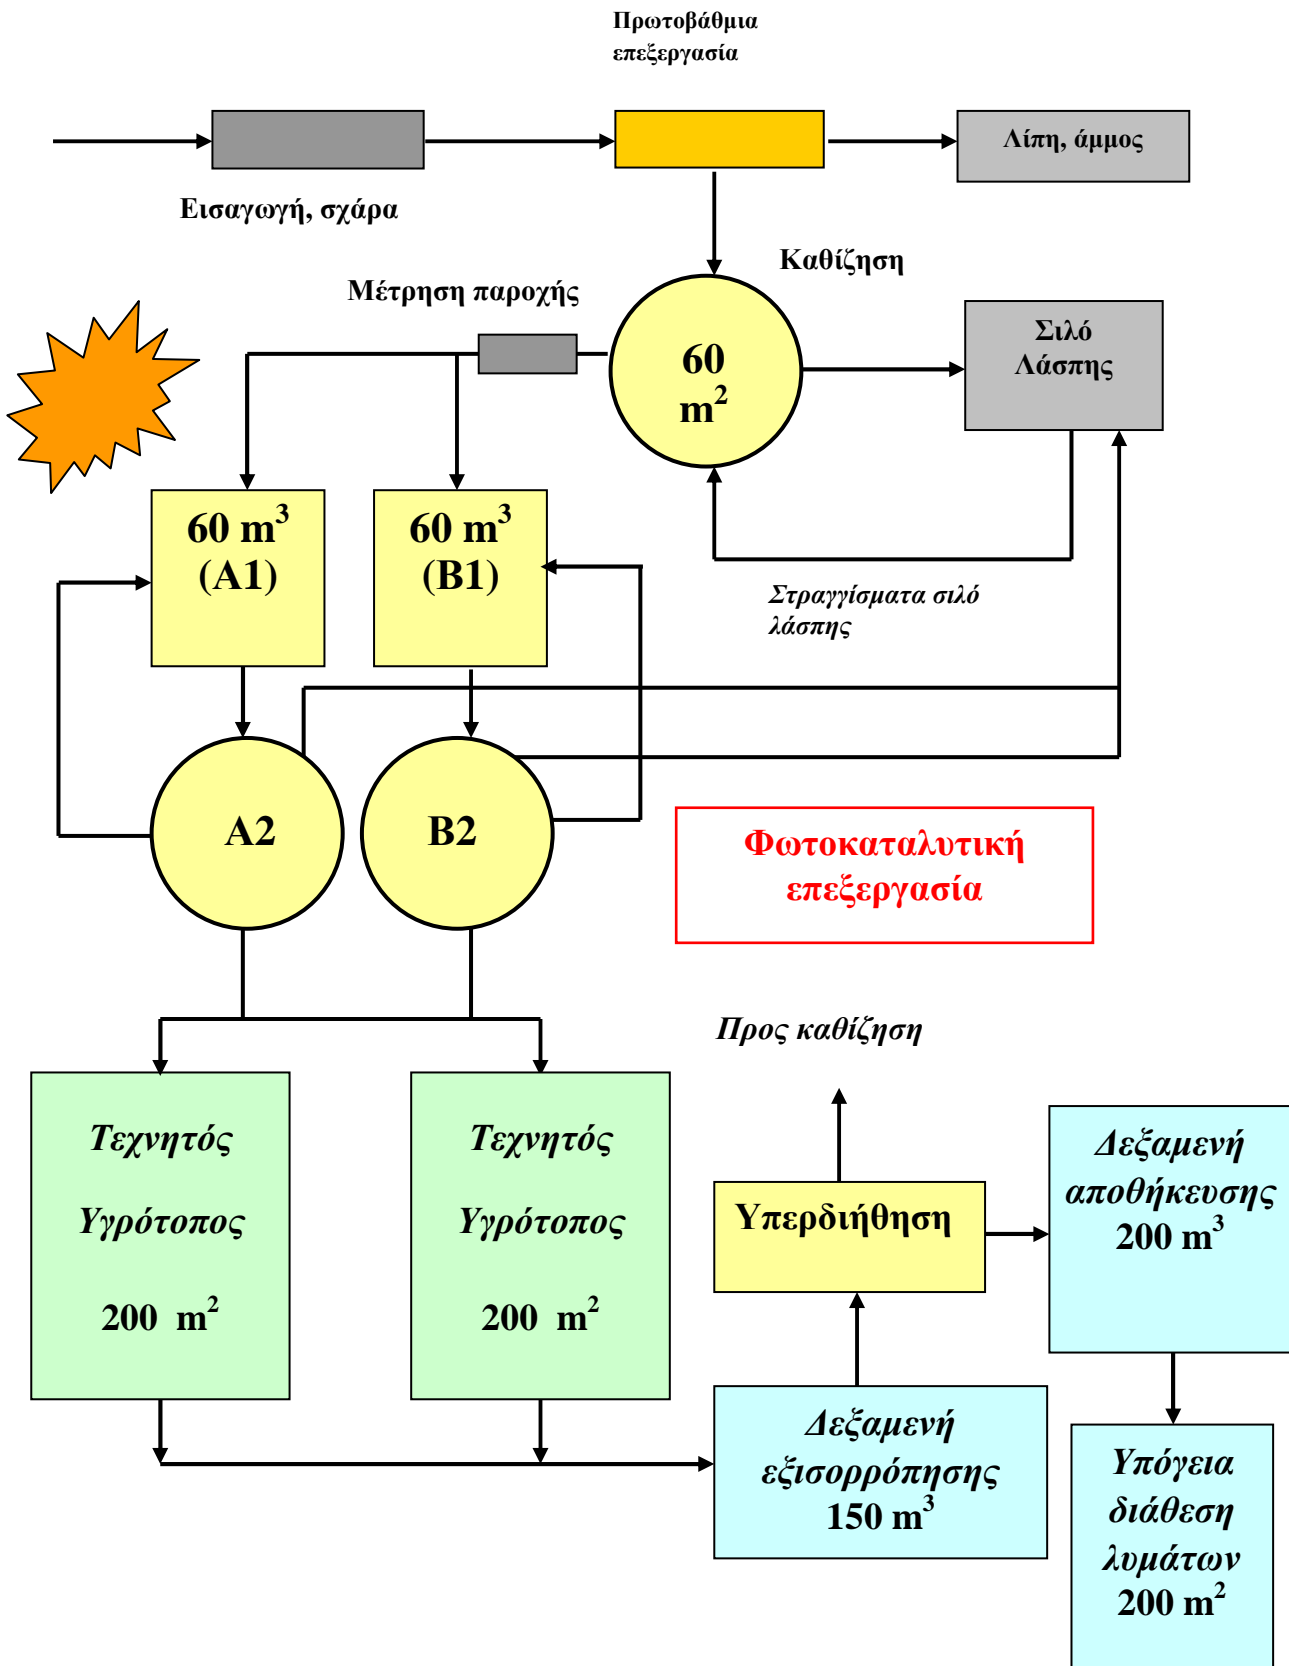 Πρωτοβάθμια
επεξεργασία
Λίπη, άμμος
Εισαγωγή, σχάρα
Καθίζηση
Μέτρηση παροχής
60
m²
Σιλό
Λάσπης
60 m³
(A1)
60 m³
(B1)
Στραγγίσματα σιλό
λάσπης
A2
B2
Φωτοκαταλυτική
επεξεργασία
Προς καθίζηση
Τεχνητός
Υγρότοπος
200 m²
Τεχνητός
Υγρότοπος
200 m²
Υπερδιήθηση
Δεξαμενή
αποθήκευσης
200 m³
Δεξαμενή
εξισορρόπησης
150 m³
Υπόγεια
διάθεση
λυμάτων
200 m²